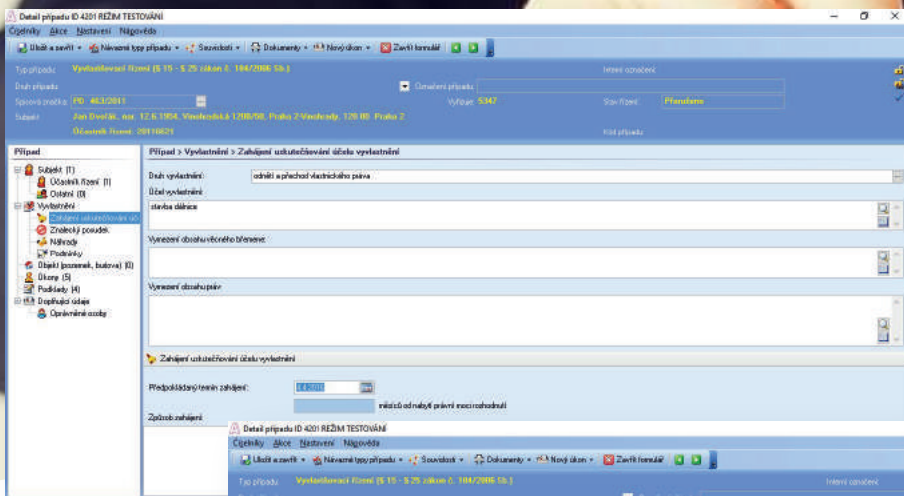 Detail případu ID 4201 REŽIM TESTOVÁNÍ
Číselníky Akce Nastavení Nápověda
Uložit a zavřít Návazné typy případu Souvislosti Dokumenty Nový úkon Zavřít formulář
Typ případu: Vyvlastňovací řízení (§ 15 - § 25 zákon č. 184/2006 Sb.) Interní označení:
Druh případu: Označení případu:
Spisová značka: PD 463/2011 Vyřizuje: 5347 Stav řízení: Přerušeno
Subjekt: Jan Dvořák, nar. 12.6.1954, Vinohradská 1200/50, Praha 2-Vinohrady, 120 00 Praha 2
Účastník řízení: 20110621 Kód případu:
Případ
Subjekt (1)
Účastník řízení (1)
Ostatní (0)
Vyvlastnění
Zahájení uskutečňování úč
Znalecký posudek
Náhrady
Podmínky
Objekt (pozemek, budova) (0)
Úkony (5)
Podklady (4)
Doplňující údaje
Oprávněné osoby
Případ > Vyvlastnění > Zahájení uskutečňování účelu vyvlastnění
Druh vyvlastnění: odnětí a přechod vlastnického práva
Účel vyvlastnění:
stavba dálnice
Vymezení obsahu věcného břemene:
Vymezení obsahu práv
Zahájení uskutečňování účelu vyvlastnění
Předpokládaný termín zahájení:
měsíců od nabytí právní moci rozhodnutí
Způsob zahájení:
Detail případu ID 4201 REŽIM TESTOVÁNÍ
Číselníky Akce Nastavení Nápověda
Uložit a zavřít Návazné typy případu Souvislosti Dokumenty Nový úkon Zavřít formulář
Typ případu: Vyvlastňovací řízení (§ 15 - § 25 zákon č. 184/2006 Sb.) Interní označení: